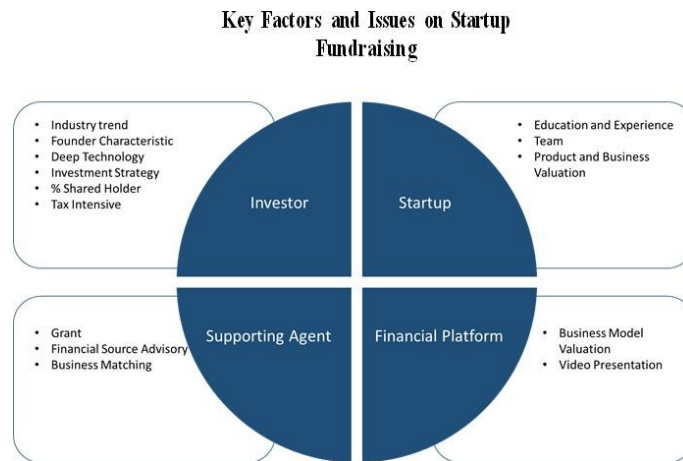 Key Factors and Issues on Startup
Fundraising
• Industry trend
• Founder Characteristic
• Deep Technology
• Investment Strategy
• % Shared Holder
• Tax Intensive
Investor
Startup
• Education and Experience
• Team
• Product and Business
Valuation
• Grant
• Financial Source Advisory
• Business Matching
Supporting Agent
Financial Platform
• Business Model
Valuation
• Video Presentation